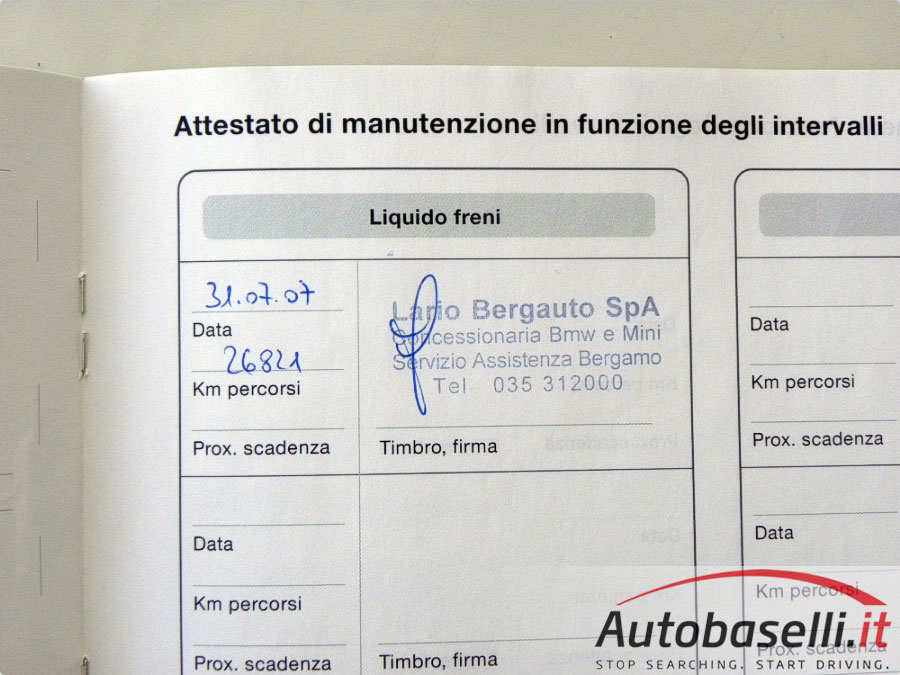 Attestato di manutenzione in funzione degli intervalli
Liquido freni
31.07.07
Data
26821
Km percorsi
Prox. scadenza
Lario Bergauto SpA
Concessionaria Bmw e Mini
Servizio Assistenza Bergamo
Tel 035 312000
Timbro, firma
Data
Km percorsi
Prox. scadenza
Timbro, firma
Data
Km percorsi
Prox. scadenza
Data
Km percorsi
Prox. scadenza
Autobaselli.it
STOP SEARCHING. START DRIVING.